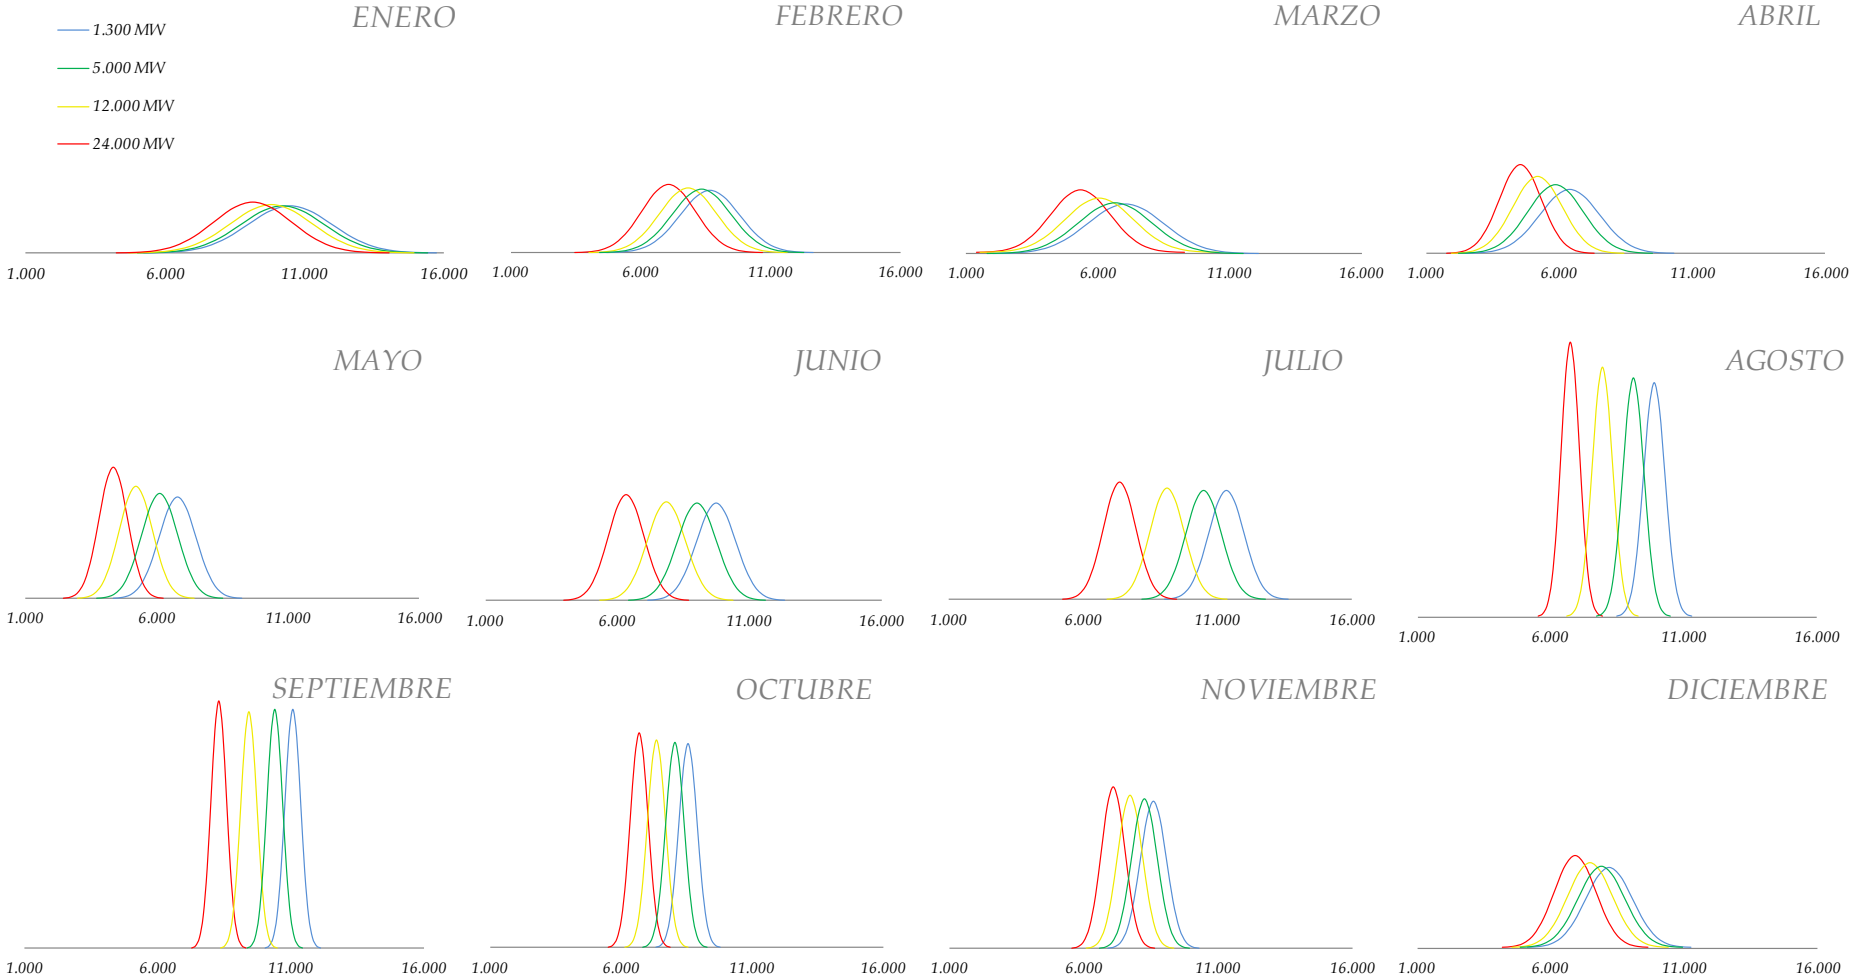 ENERO
FEBRERO
MARZO
ABRIL
1.300 MW
5.000 MW
12.000 MW
24.000 MW
1.000 6.000 11.000 16.000
1.000 6.000 11.000 16.000
1.000 6.000 11.000 16.000
1.000 6.000 11.000 16.000
MAYO
JUNIO
JULIO
AGOSTO
1.000 6.000 11.000 16.000
1.000 6.000 11.000 16.000
1.000 6.000 11.000 16.000
1.000 6.000 11.000 16.000
SEPTIEMBRE
OCTUBRE
NOVIEMBRE
DICIEMBRE
1.000 6.000 11.000 16.000
1.000 6.000 11.000 16.000
1.000 6.000 11.000 16.000
1.000 6.000 11.000 16.000